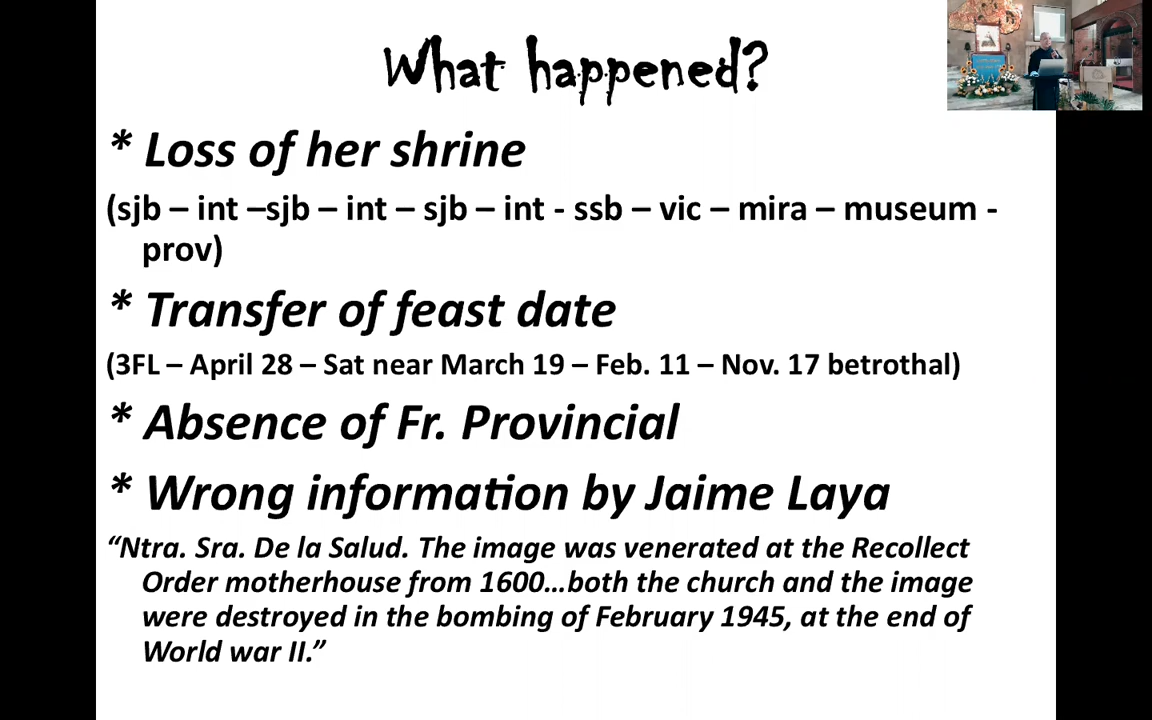 What happened?
* Loss of her shrine
(sjb – int –sjb – int – sjb – int - ssb – vic – mira – museum -
prov)
* Transfer of feast date
(3FL – April 28 – Sat near March 19 – Feb. 11 – Nov. 17 betrothal)
* Absence of Fr. Provincial
* Wrong information by Jaime Laya
“Ntra. Sra. De la Salud. The image was venerated at the Recollect
Order motherhouse from 1600…both the church and the image
were destroyed in the bombing of February 1945, at the end of
World war II.”